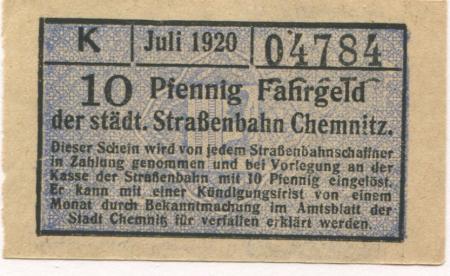 K Juli 1920 04784
10 Pfennig Fahrgeld
der städt. Straßenbahn Chemnitz.
Dieser Schein wird von jedem Straßenbahnschaffner
in Zahlung genommen und bei Vorlegung an der
Kasse der Straßenbahn mit 10 Pfennig eingelöst.
Er kann mit einer Kündigungsfrist von einem
Monat durch Bekanntmachung im Amtsblatt der
Stadt Chemnitz für verfallen erklärt werden.